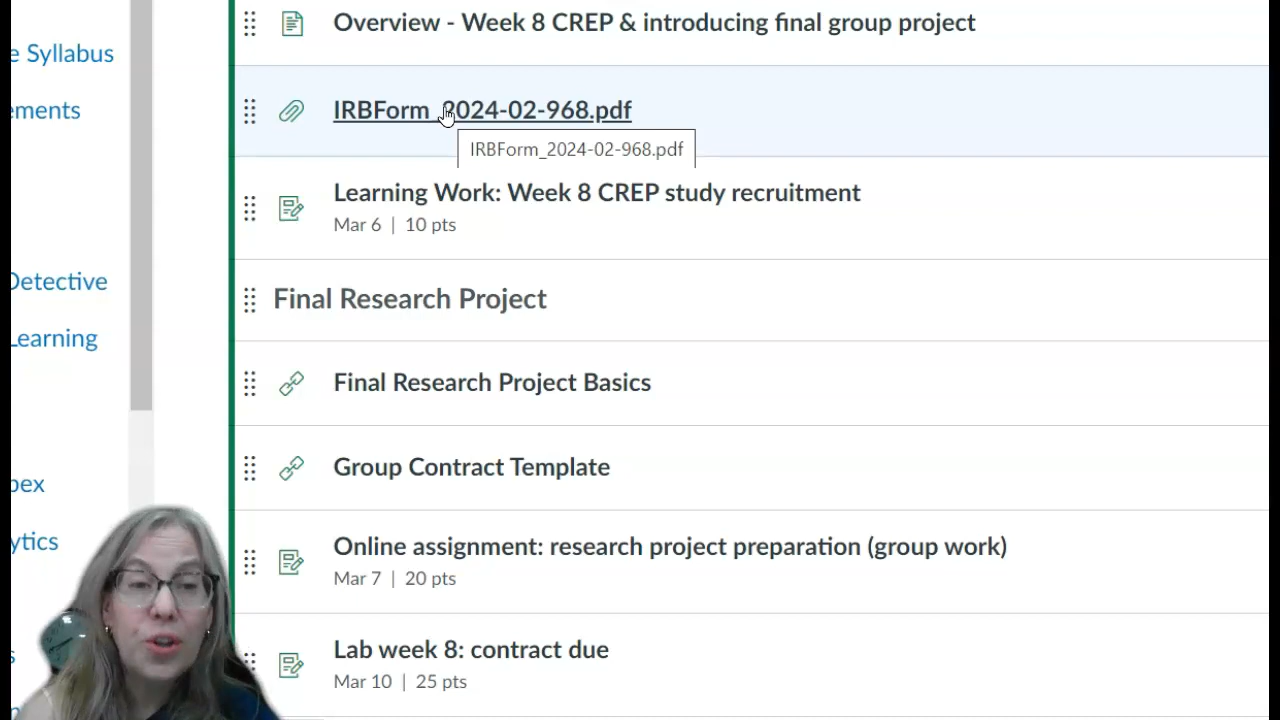 e Syllabus
ements
Detective
Learning
pex
ytics
s
Overview - Week 8 CREP & introducing final group project
IRBForm_2024-02-968.pdf
IRBForm_2024-02-968.pdf
Learning Work: Week 8 CREP study recruitment
Mar 6 | 10 pts
Final Research Project
Final Research Project Basics
Group Contract Template
Online assignment: research project preparation (group work)
Mar 7 | 20 pts
Lab week 8: contract due
Mar 10 | 25 pts